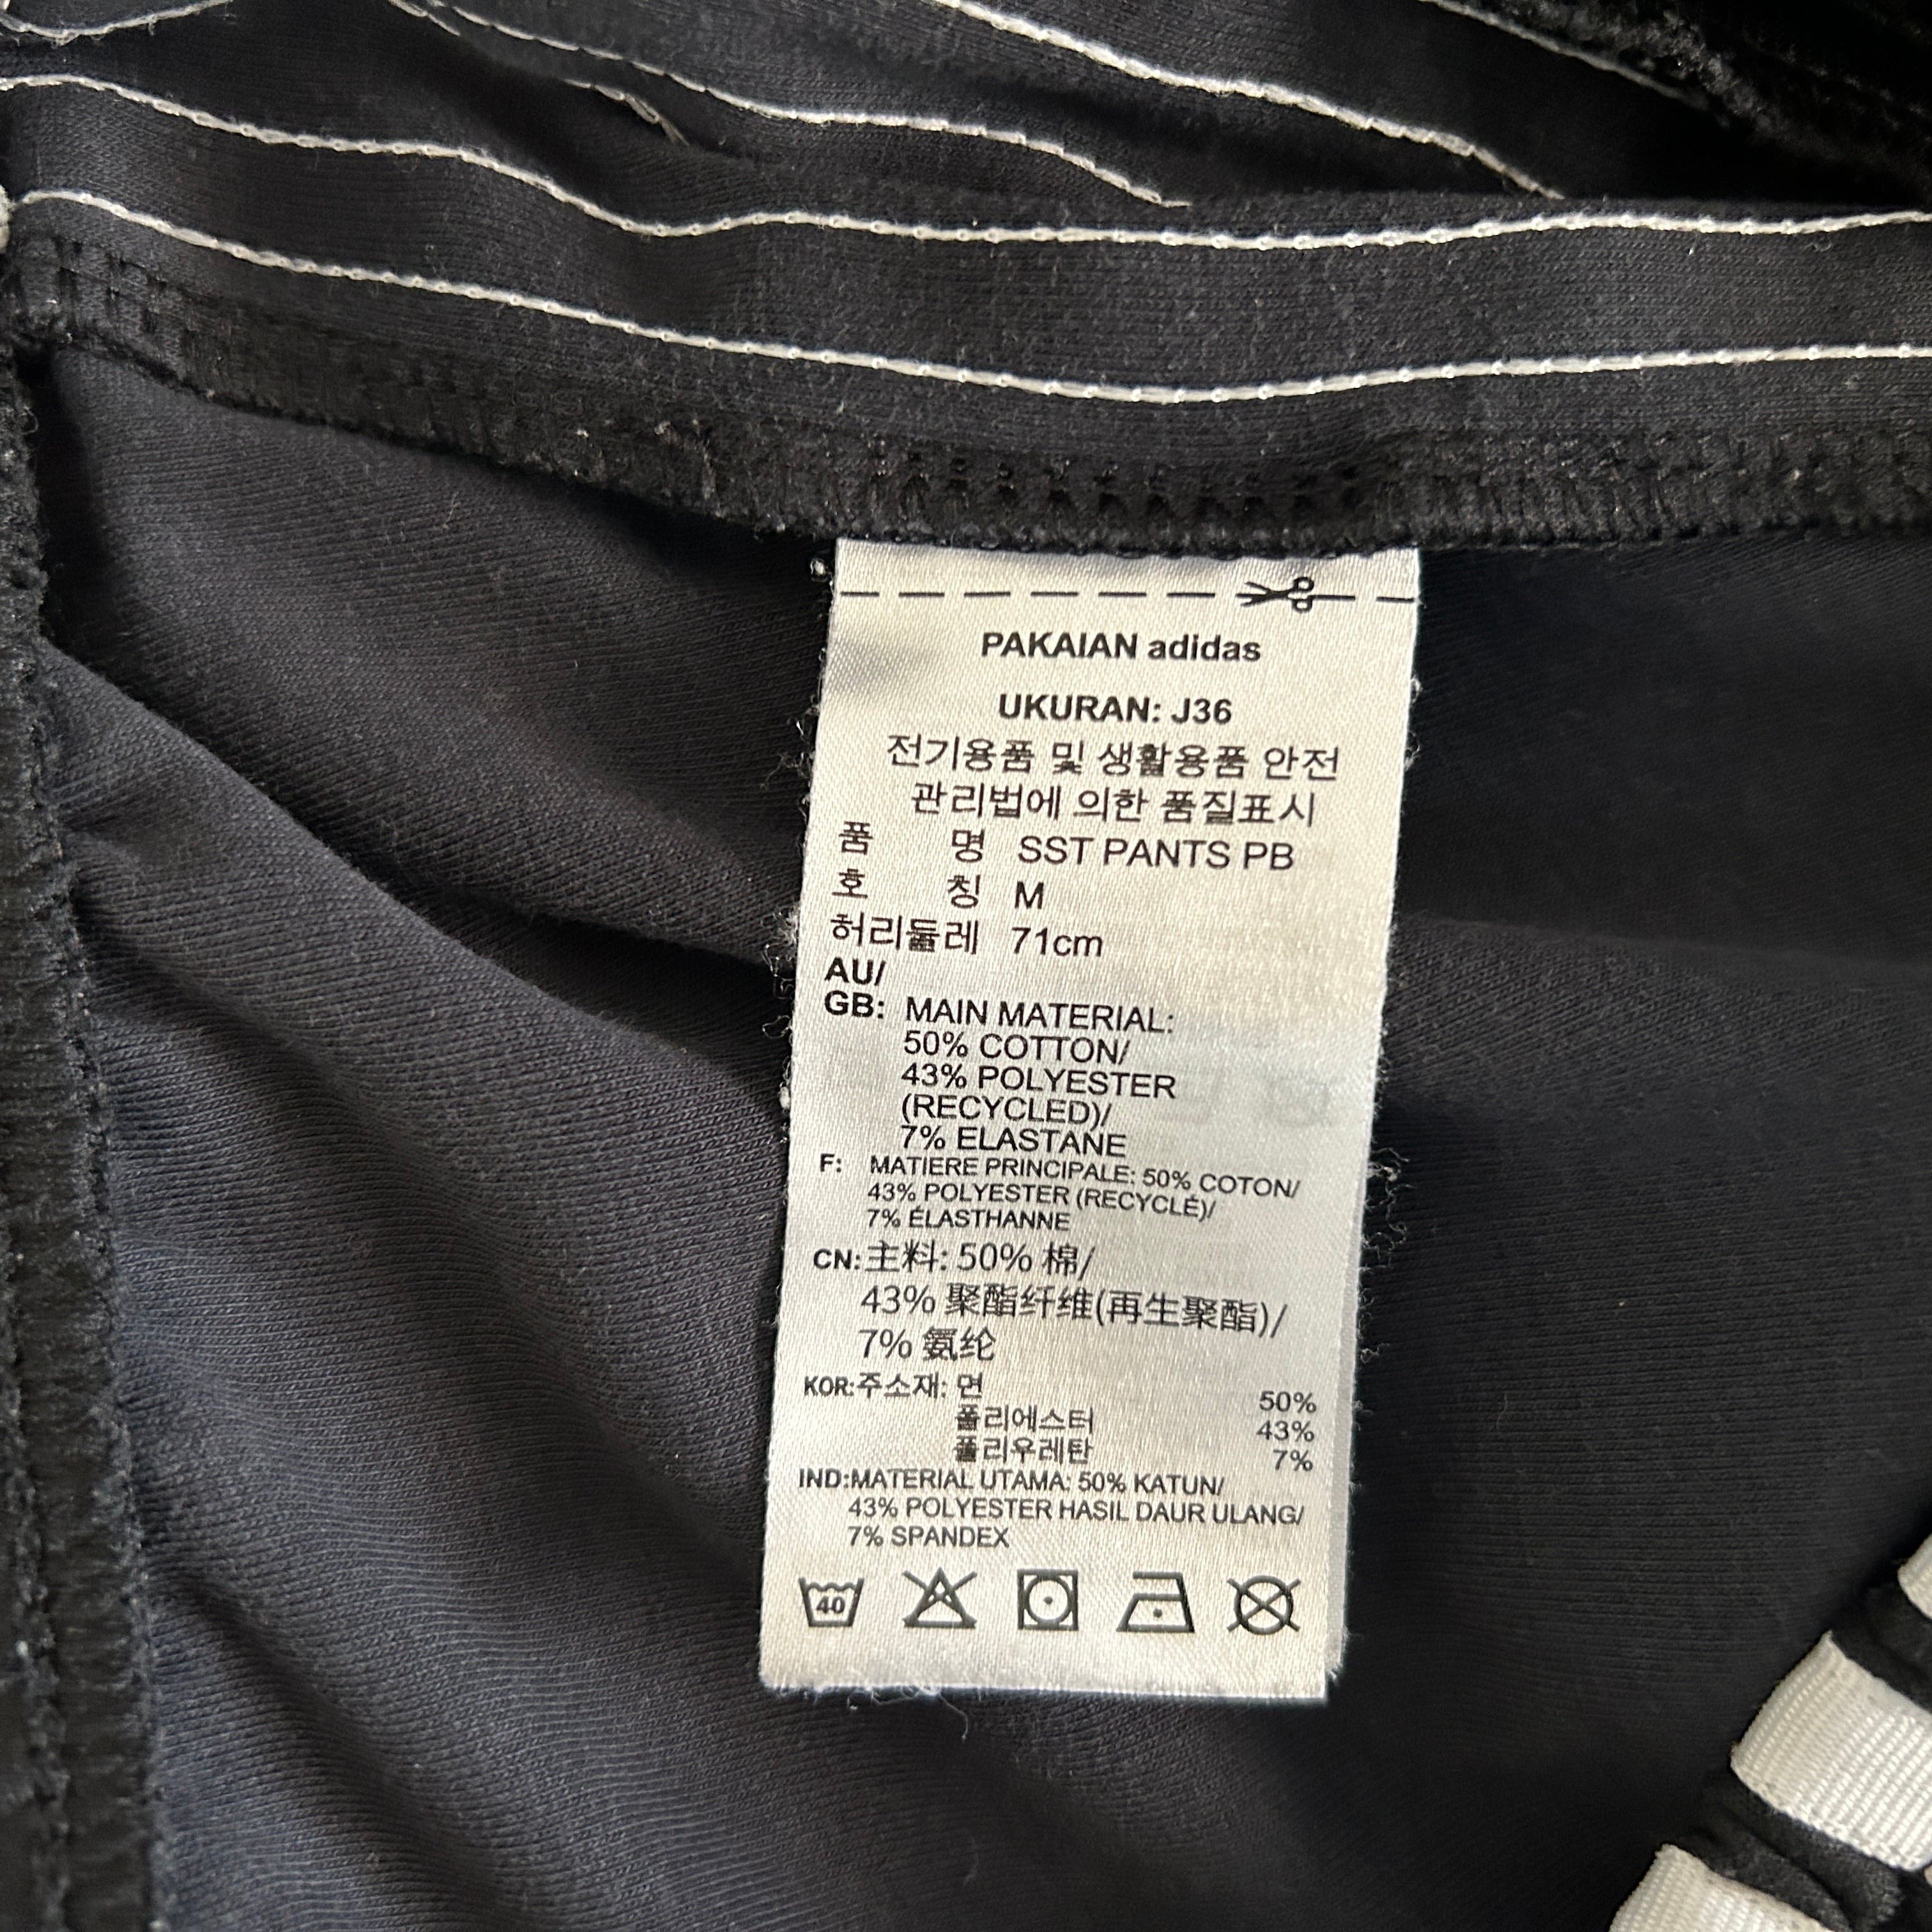 PAKAIAN adidas
UKURAN: J36
전기용품 및 생활용품 안전
관리법에 의한 품질표시
품 명 SST PANTS PB
호 칭 M
허리둘레 71cm
AU/
GB: MAIN MATERIAL:
50% COTTON/
43% POLYESTER
(RECYCLED)/
7% ELASTANE
F: MATIERE PRINCIPALE: 50% COTON/
43% POLYESTER (RECYCLÉ)/
7% ÉLASTHANNE
CN: 主料: 50% 棉/
43% 聚酯纤维(再生聚酯)/
7% 氨纶
KOR: 주소재: 면 50%
폴리에스터 43%
폴리우레탄 7%
IND: MATERIAL UTAMA: 50% KATUN/
43% POLYESTER HASIL DAUR ULANG/
7% SPANDEX
40